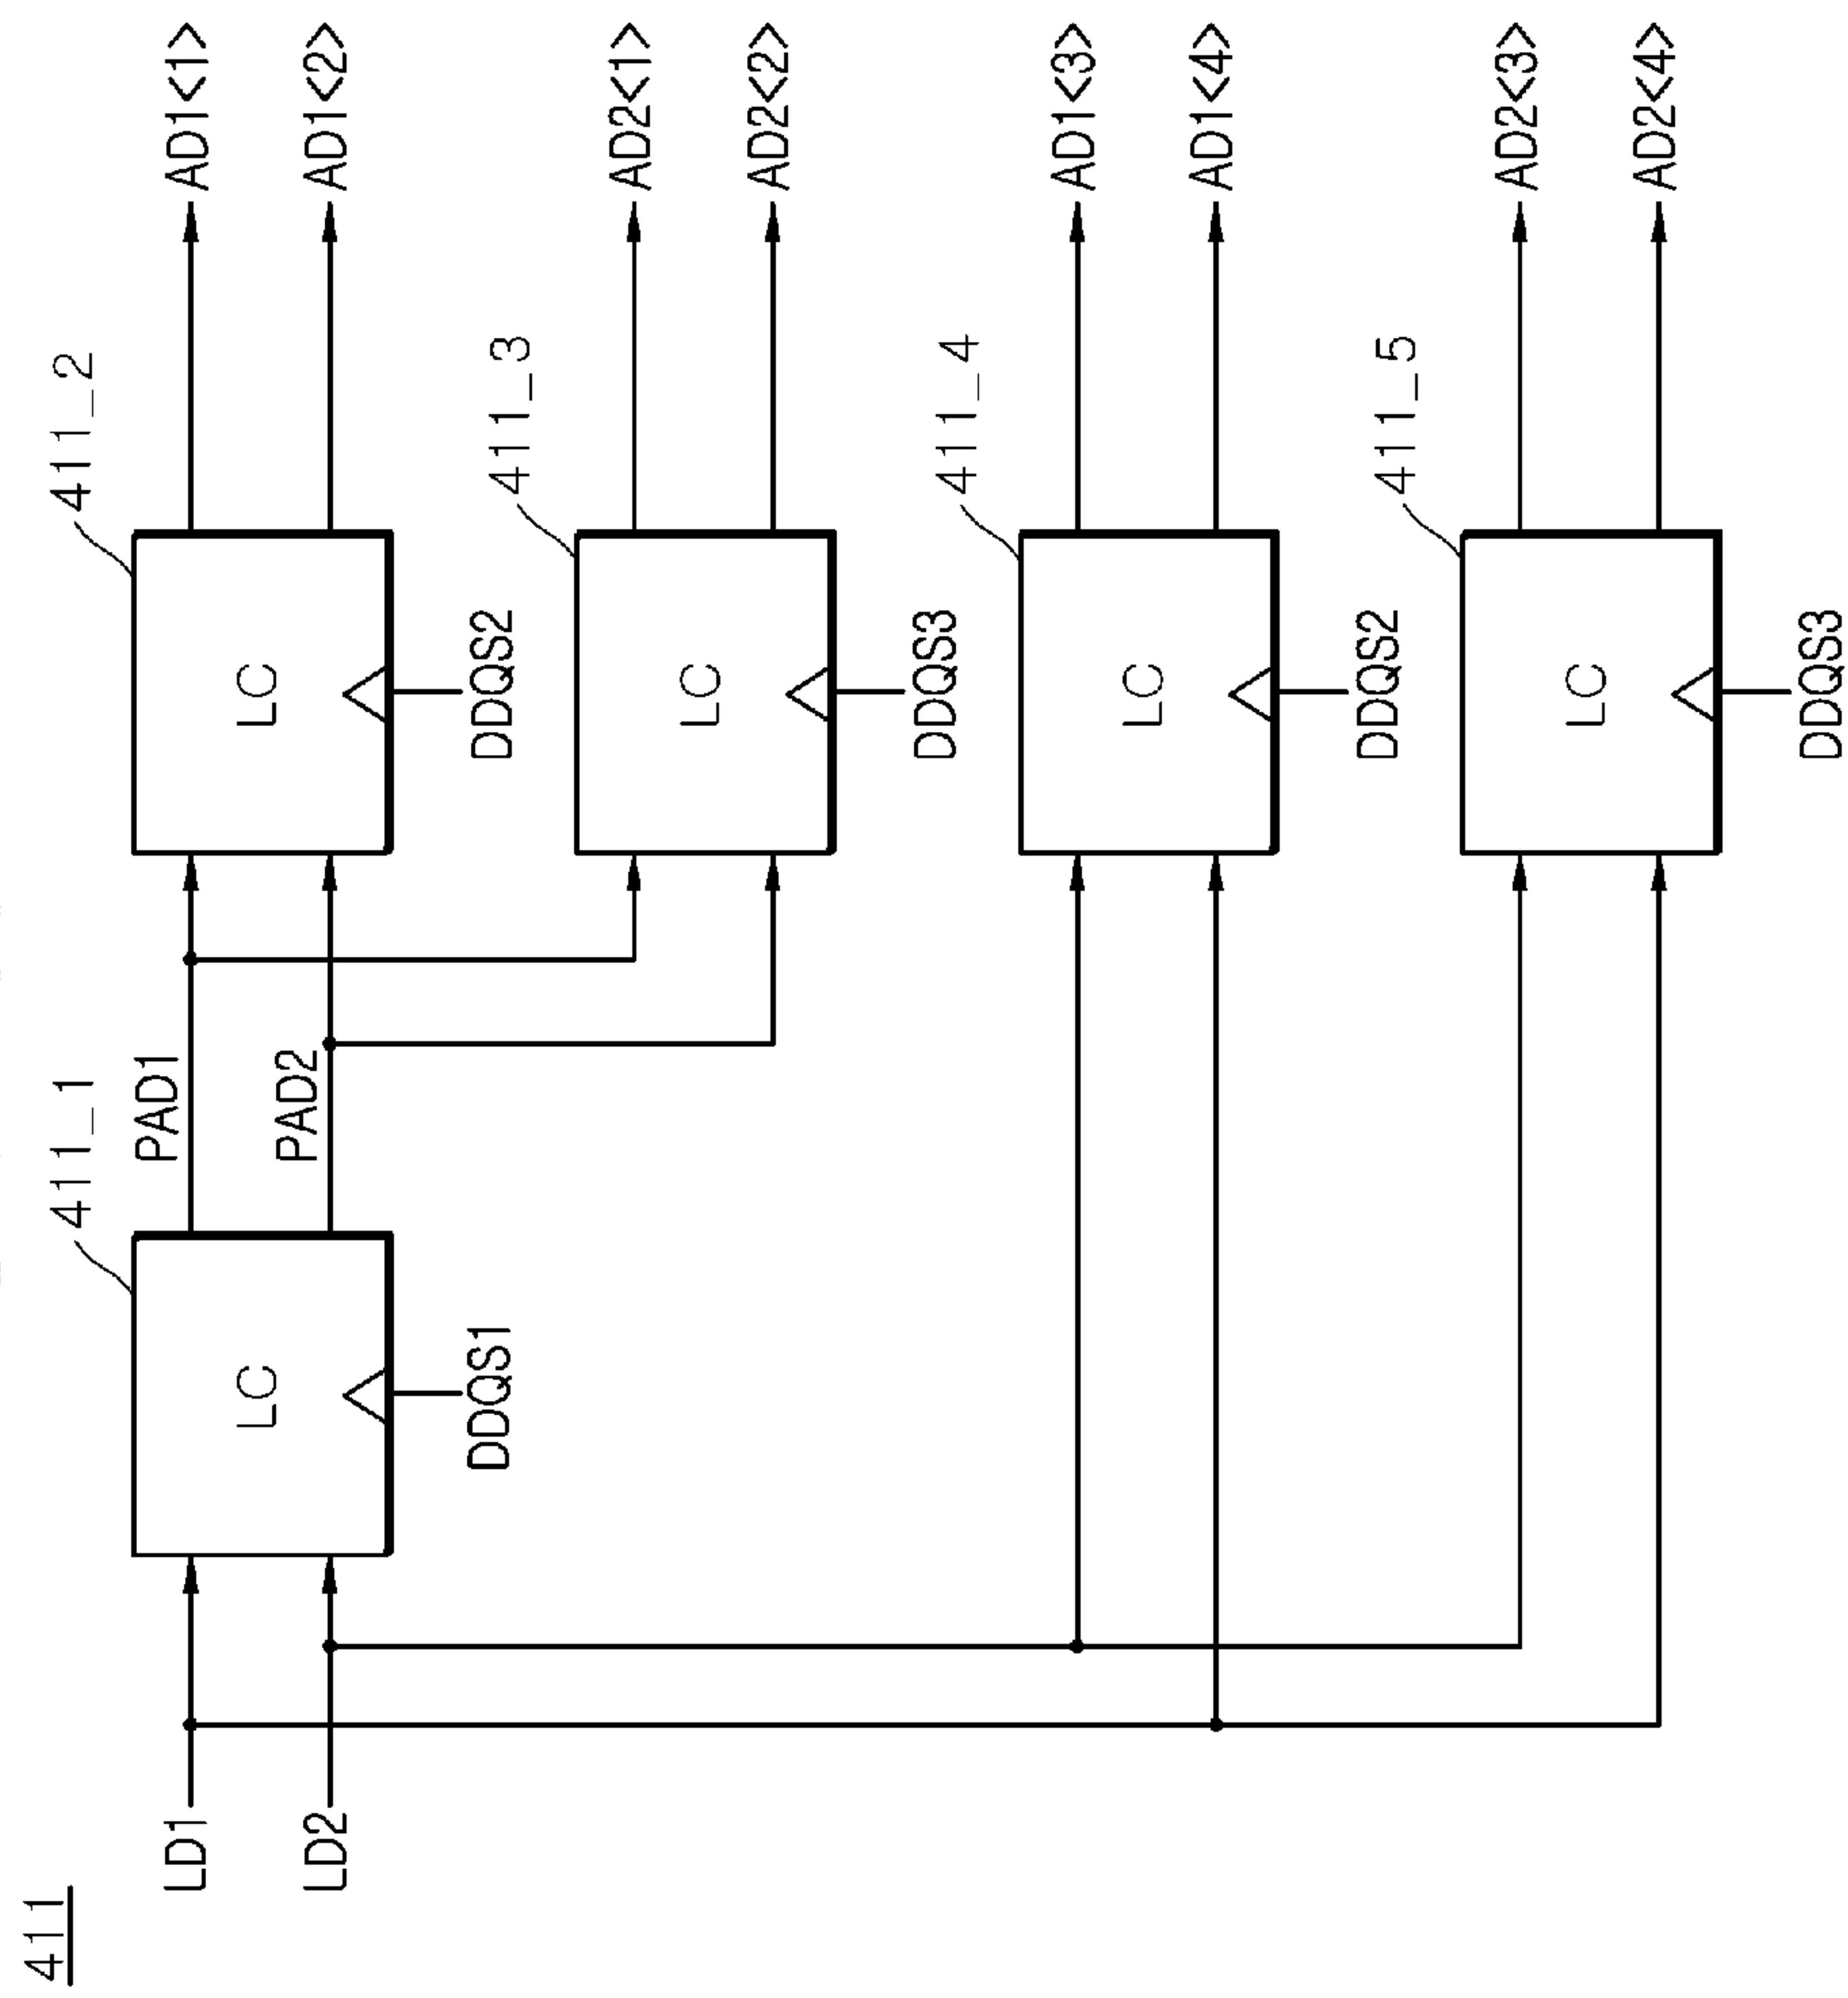 411
LD1
LD2
411_1
LC
DDQS1
PAD1
PAD2
411_2
LC
DDQS2
AD1<1>
AD1<2>
411_3
LC
DDQS3
AD2<1>
AD2<2>
411_4
LC
DDQS2
AD1<3>
AD1<4>
411_5
LC
DDQS3
AD2<3>
AD2<4>